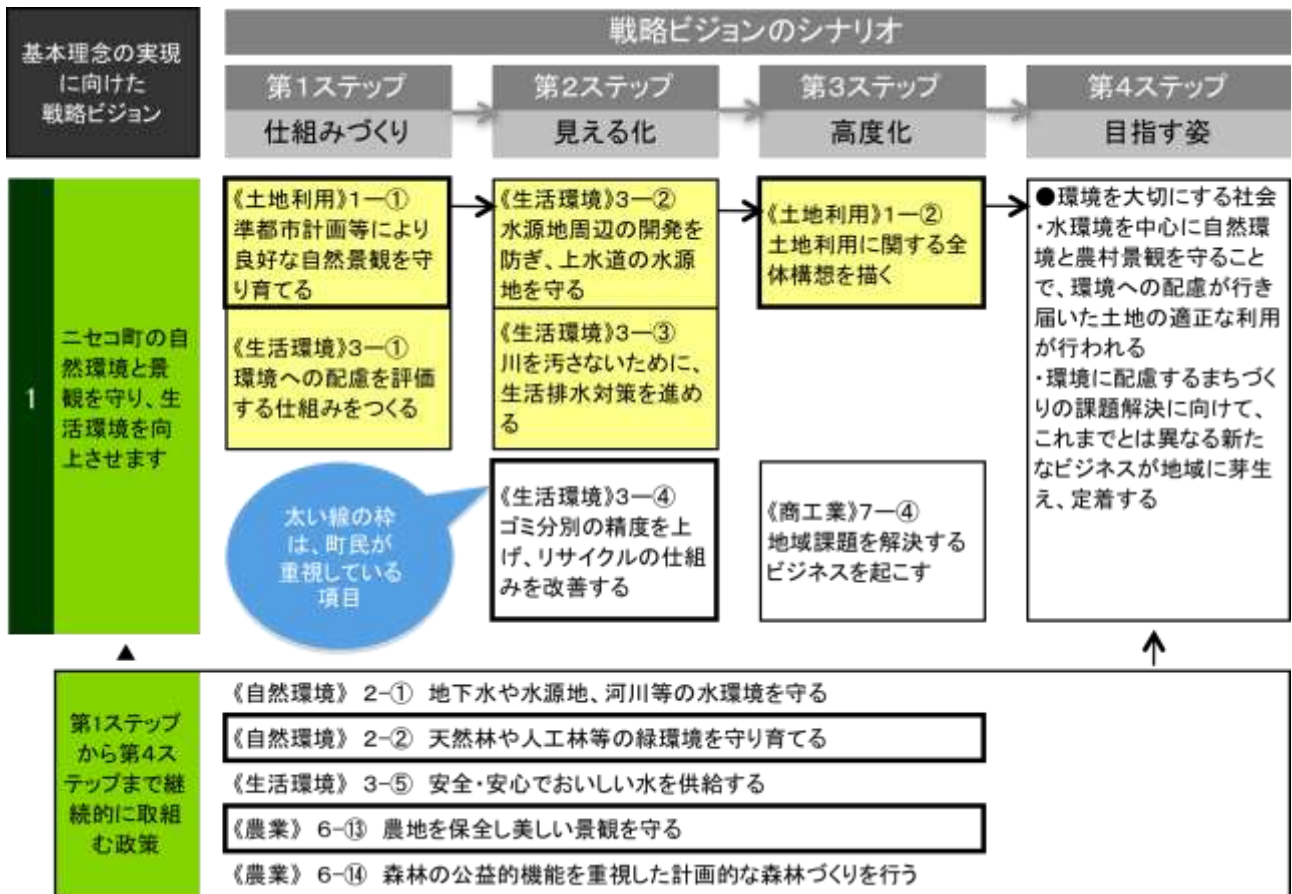 基本理念の実現
に向けた
戦略ビジョン
戦略ビジョンのシナリオ
第1ステップ
仕組みづくり
第2ステップ
見える化
第3ステップ
高度化
第4ステップ
目指す姿
1
ニセコ町の自
然環境と景
観を守り、生
活環境を向
上させます
《土地利用》1―①
準都市計画等により
良好な自然景観を守
り育てる
《生活環境》3―①
環境への配慮を評価
する仕組みをつくる
太い線の枠
は、町民が
重視している
項目
《生活環境》3―②
水源地周辺の開発を
防ぎ、上水道の水源
地を守る
《生活環境》3―③
川を汚さないために、
生活排水対策を進め
る
《生活環境》3―④
ゴミ分別の精度を上
げ、リサイクルの仕組
みを改善する
《土地利用》1―②
土地利用に関する全
体構想を描く
《商工業》7―④
地域課題を解決する
ビジネスを起こす
●環境を大切にする社会
・水環境を中心に自然環
境と農村景観を守ること
で、環境への配慮が行き
届いた土地の適正な利用
が行われる
・環境に配慮するまちづく
りの課題解決に向けて、
これまでとは異なる新た
なビジネスが地域に芽生
え、定着する
▲
第1ステップ
から第4ス
テップまで継
続的に取組
む政策
《自然環境》 2-① 地下水や水源地、河川等の水環境を守る
《自然環境》 2-② 天然林や人工林等の緑環境を守り育てる
《生活環境》 3-⑤ 安全・安心でおいしい水を供給する
《農業》 6-⑬ 農地を保全し美しい景観を守る
《農業》 6-⑭ 森林の公益的機能を重視した計画的な森林づくりを行う